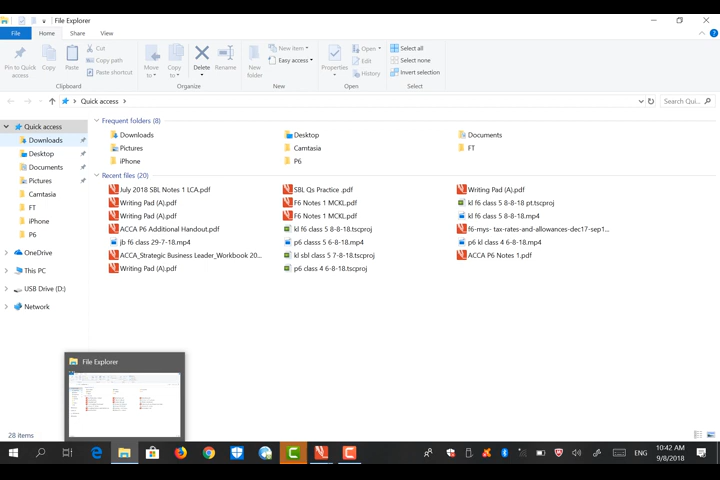 File Explorer
File Home Share View
Pin to Quick access
Copy
Paste
Cut
Copy path
Paste shortcut
Clipboard
Move to
Copy to
Delete
Rename
Organize
New folder
New item
Easy access
New
Properties
Open
Edit
History
Open
Select all
Select none
Invert selection
Select
Quick access
Search Quic...
Quick access
Downloads
Desktop
Documents
Pictures
Camtasia
FT
iPhone
P6
OneDrive
This PC
USB Drive (D:)
Network
Frequent folders (8)
Downloads Desktop Documents
Pictures Camtasia FT
iPhone P6
Recent files (20)
July 2018 SBL Notes 1 LCA.pdf SBL Qs Practice .pdf Writing Pad (A).pdf
Writing Pad (A).pdf F6 Notes 1 MCKL.pdf kl f6 class 5 8-8-18 pt.tscproj
Writing Pad (A).pdf F6 Notes 1 MCKL.pdf kl f6 class 5 8-8-18.mp4
ACCA P6 Additional Handout.pdf kl f6 class 5 8-8-18.tscproj f6-mys- tax-rates-and-allowances-dec17-sep1...
jb f6 class 29-7-18.mp4 p6 classs 5 6-8-18.mp4 p6 kl class 4 6-8-18.mp4
ACCA_Strategic Business Leader_Workbook 20... kl sbl class 5 7-8-18.tscproj ACCA P6 Notes 1.pdf
Writing Pad (A).pdf p6 class 4 6-8-18.tscproj
File Explorer
28 items
ENG
10:42 AM
9/8/2018